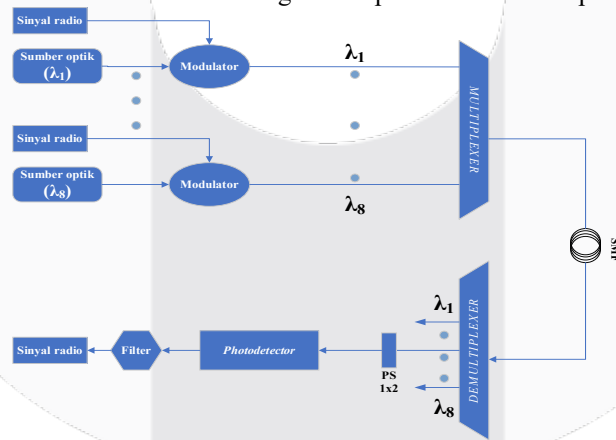 Sinyal radio
Sumber optik
(λ1)
Modulator
λ1
MULTIPLEXER
Sinyal radio
Sumber optik
(λ8)
Modulator
λ8
SMF
λ1
DEMULTIPLEXER
Sinyal radio
Filter
Photodetector
PS
1x2
λ8